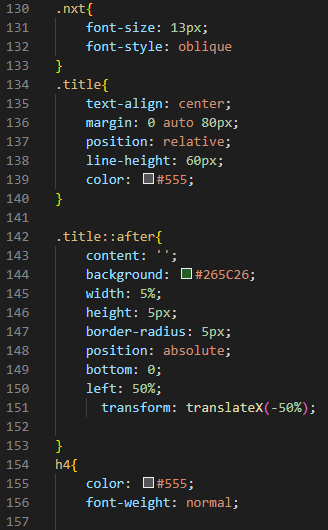 130 .nxt{
131     font-size: 13px;
132     font-style: oblique
133 }
134 .title{
135     text-align: center;
136     margin: 0 auto 80px;
137     position: relative;
138     line-height: 60px;
139     color: #555;
140 }
141
142 .title::after{
143     content: '';
144     background: #265C26;
145     width: 5%;
146     height: 5px;
147     border-radius: 5px;
148     position: absolute;
149     bottom: 0;
150     left: 50%;
151       transform: translateX(-50%);
152
153 }
154 h4{
155     color: #555;
156     font-weight: normal;
157